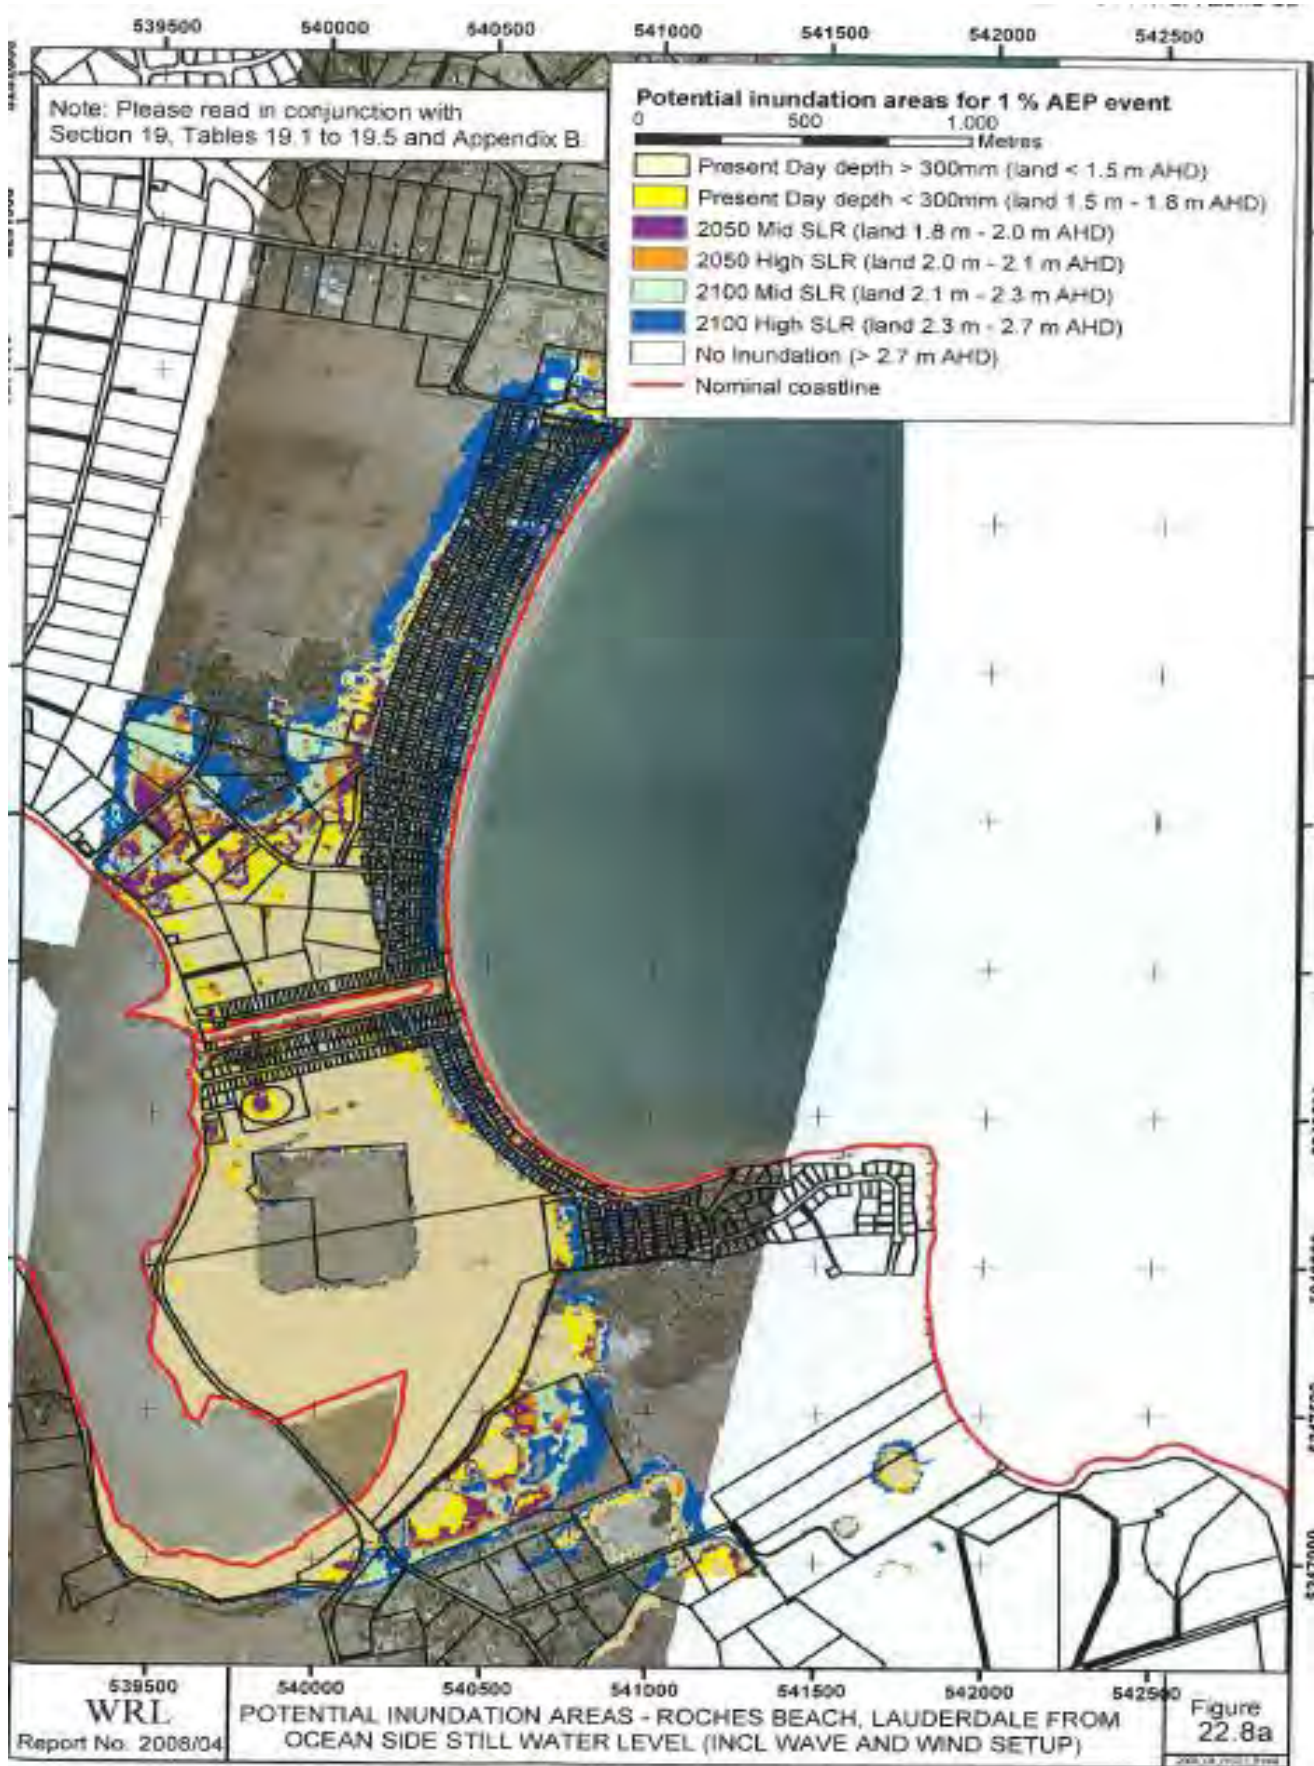 539500 540000 540500 541000 541500 542000 542500
Note: Please read in conjunction with
Section 19, Tables 19.1 to 19.5 and Appendix B.
Potential inundation areas for 1 % AEP event
0 500 1.000
Metres
Present Day depth > 300mm (land < 1.5 m AHD)
Present Day depth < 300mm (land 1.5 m - 1.8 m AHD)
2050 Mid SLR (land 1.8 m - 2.0 m AHD)
2050 High SLR (land 2.0 m - 2.1 m AHD)
2100 Mid SLR (land 2.1 m - 2.3 m AHD)
2100 High SLR (land 2.3 m - 2.7 m AHD)
No Inundation (> 2.7 m AHD)
Nominal coastline
539500 540000 540500 541000 541500 542000 542500
WRL
Report No. 2008/04
POTENTIAL INUNDATION AREAS - ROCHES BEACH, LAUDERDALE FROM
OCEAN SIDE STILL WATER LEVEL (INCL WAVE AND WIND SETUP)
Figure
22.8a